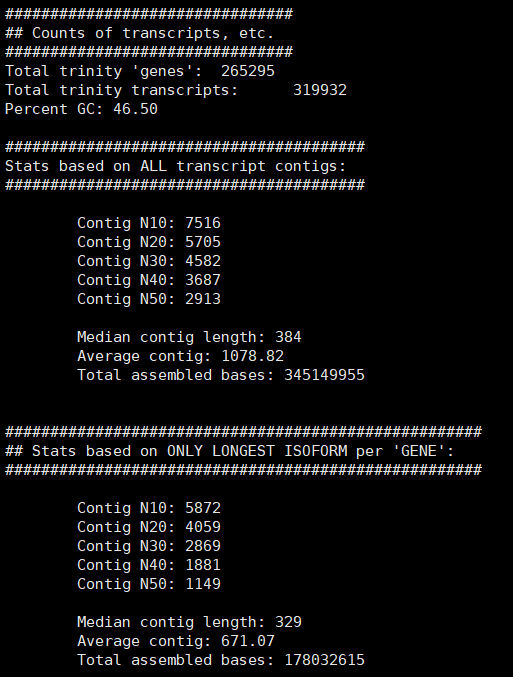 ################################
## Counts of transcripts, etc.
################################
Total trinity 'genes':  265295
Total trinity transcripts:      319932
Percent GC: 46.50
########################################
Stats based on ALL transcript contigs:
########################################
Contig N10: 7516
Contig N20: 5705
Contig N30: 4582
Contig N40: 3687
Contig N50: 2913
Median contig length: 384
Average contig: 1078.82
Total assembled bases: 345149955
#####################################################
## Stats based on ONLY LONGEST ISOFORM per 'GENE':
#####################################################
Contig N10: 5872
Contig N20: 4059
Contig N30: 2869
Contig N40: 1881
Contig N50: 1149
Median contig length: 329
Average contig: 671.07
Total assembled bases: 178032615